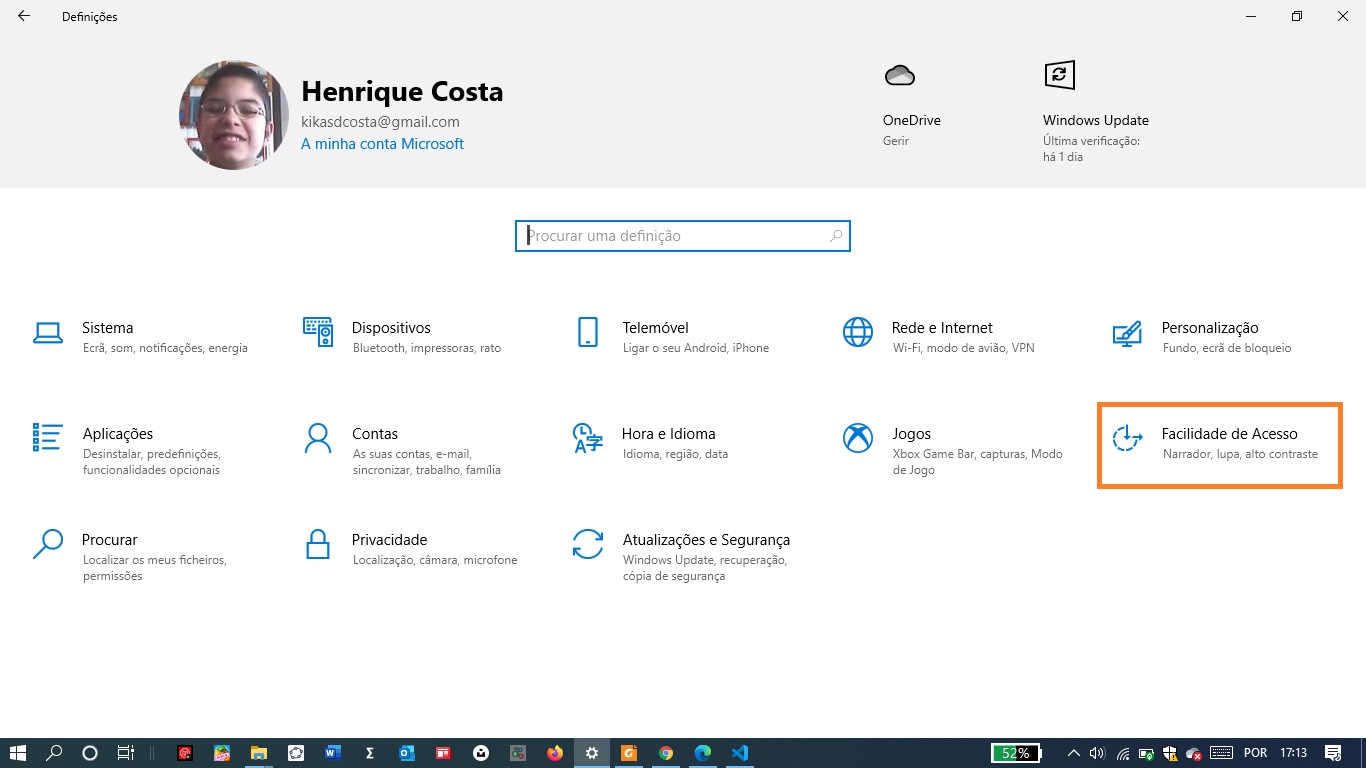 Definições
Henrique Costa
kikasdcosta@gmail.com
A minha conta Microsoft
OneDrive
Gerir
Windows Update
Última verificação:
há 1 dia
Procurar uma definição
Sistema
Ecrã, som, notificações, energia
Dispositivos
Bluetooth, impressoras, rato
Telemóvel
Ligar o seu Android, iPhone
Rede e Internet
Wi-Fi, modo de avião, VPN
Personalização
Fundo, ecrã de bloqueio
Aplicações
Desinstalar, predefinições,
funcionalidades opcionais
Contas
As suas contas, e-mail,
sincronizar, trabalho, família
Hora e Idioma
Idioma, região, data
Jogos
Xbox Game Bar, capturas, Modo
de Jogo
Facilidade de Acesso
Narrador, lupa, alto contraste
Procurar
Localizar os meus ficheiros,
permissões
Privacidade
Localização, câmara, microfone
Atualizações e Segurança
Windows Update, recuperação,
cópia de segurança
52%
POR
17:13